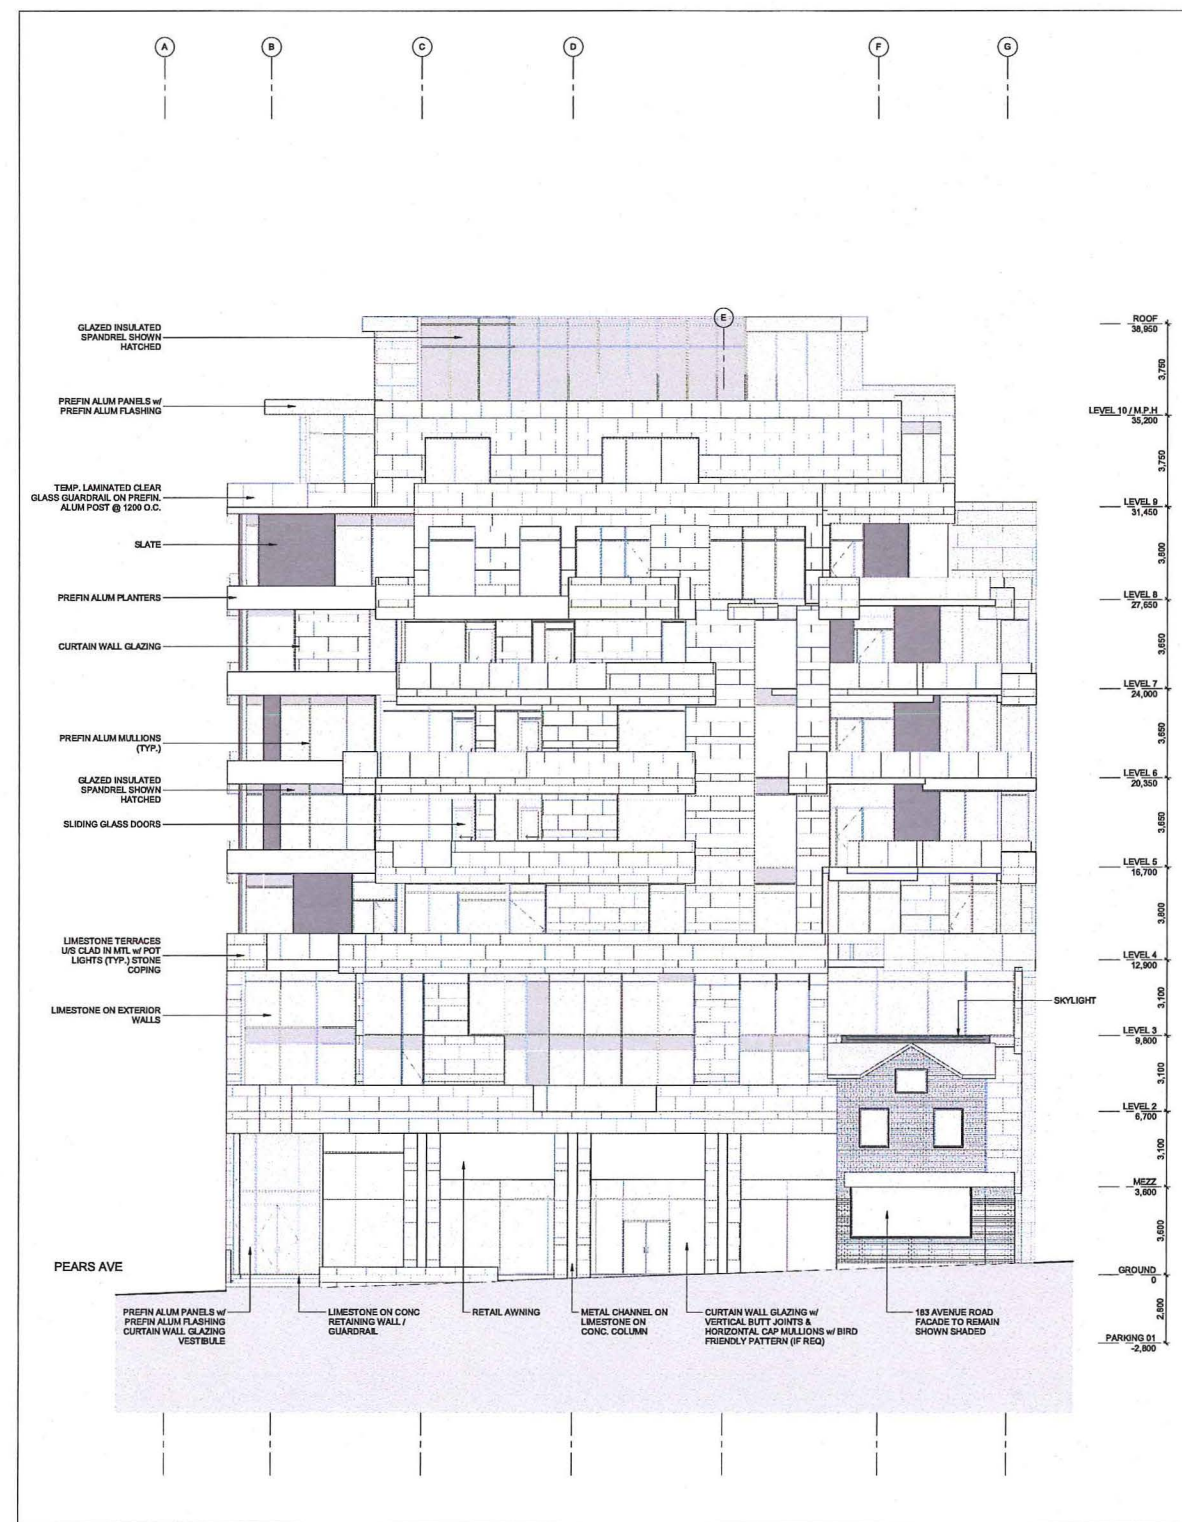 A
B
C
D
F
G
E
GLAZED INSULATED
SPANDREL SHOWN
HATCHED
PREFIN ALUM PANELS w/
PREFIN ALUM FLASHING
TEMP. LAMINATED CLEAR
GLASS GUARDRAIL ON PREFIN.
ALUM POST @ 1200 O.C.
SLATE
PREFIN ALUM PLANTERS
CURTAIN WALL GLAZING
PREFIN ALUM MULLIONS
(TYP.)
GLAZED INSULATED
SPANDREL SHOWN
HATCHED
SLIDING GLASS DOORS
LIMESTONE TERRACES
U/S CLAD IN MTL w/ POT
LIGHTS (TYP.) STONE
COPING
LIMESTONE ON EXTERIOR
WALLS
PEARS AVE
PREFIN ALUM PANELS w/
PREFIN ALUM FLASHING
CURTAIN WALL GLAZING
VESTIBULE
LIMESTONE ON CONC
RETAINING WALL /
GUARDRAIL
RETAIL AWNING
METAL CHANNEL ON
LIMESTONE ON
CONC. COLUMN
CURTAIN WALL GLAZING w/
VERTICAL BUTT JOINTS &
HORIZONTAL CAP MULLIONS w/ BIRD
FRIENDLY PATTERN (IF REQ)
183 AVENUE ROAD
FACADE TO REMAIN
SHOWN SHADED
SKYLIGHT
ROOF
38,950
3,750
LEVEL 10 / M.P.H
35,200
3,750
LEVEL 9
31,450
3,800
LEVEL 8
27,650
3,650
LEVEL 7
24,000
3,650
LEVEL 6
20,350
3,650
LEVEL 5
16,700
3,800
LEVEL 4
12,900
3,100
LEVEL 3
9,800
3,100
LEVEL 2
6,700
3,100
MEZZ
3,600
3,600
GROUND
0
2,800
PARKING 01
-2,800